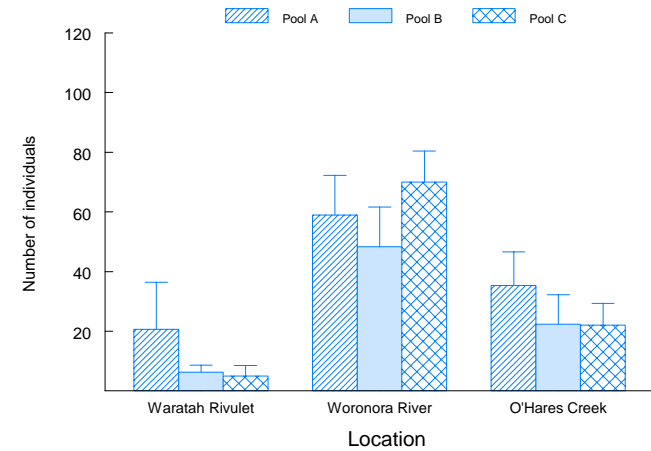 Pool A Pool B Pool C
120
100
80
60
40
20
Number of individuals
Waratah Rivulet Woronora River O'Hares Creek
Location